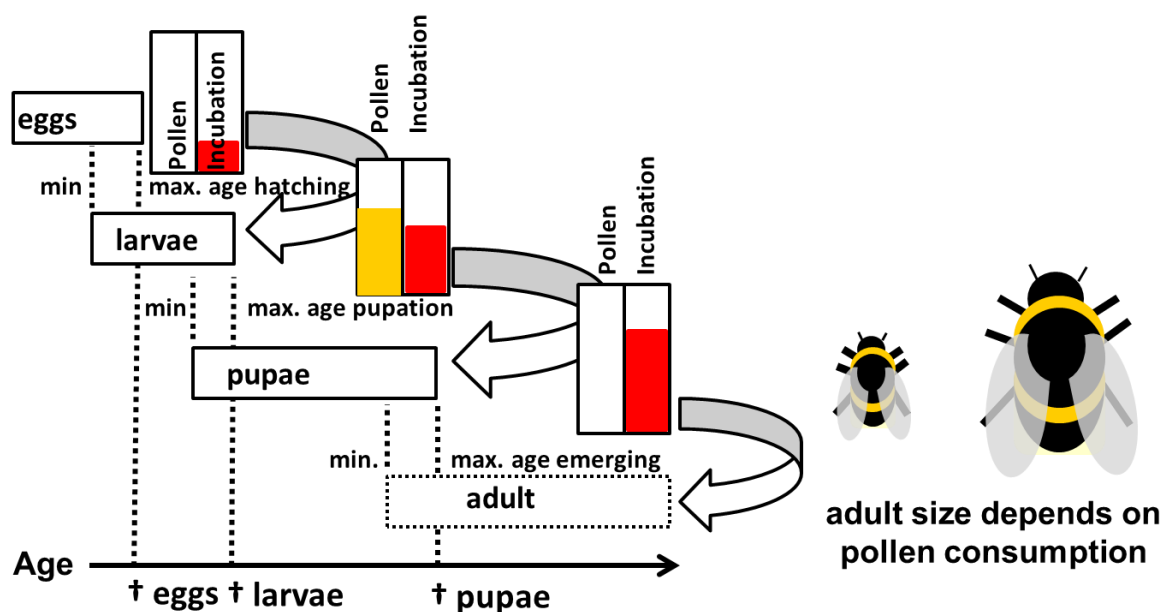 eggs
Pollen
Incubation
Pollen
Incubation
min
max. age hatching
larvae
Pollen
Incubation
min
max. age pupation
pupae
min.
max. age emerging
adult
adult size depends on
pollen consumption
Age
† eggs † larvae † pupae